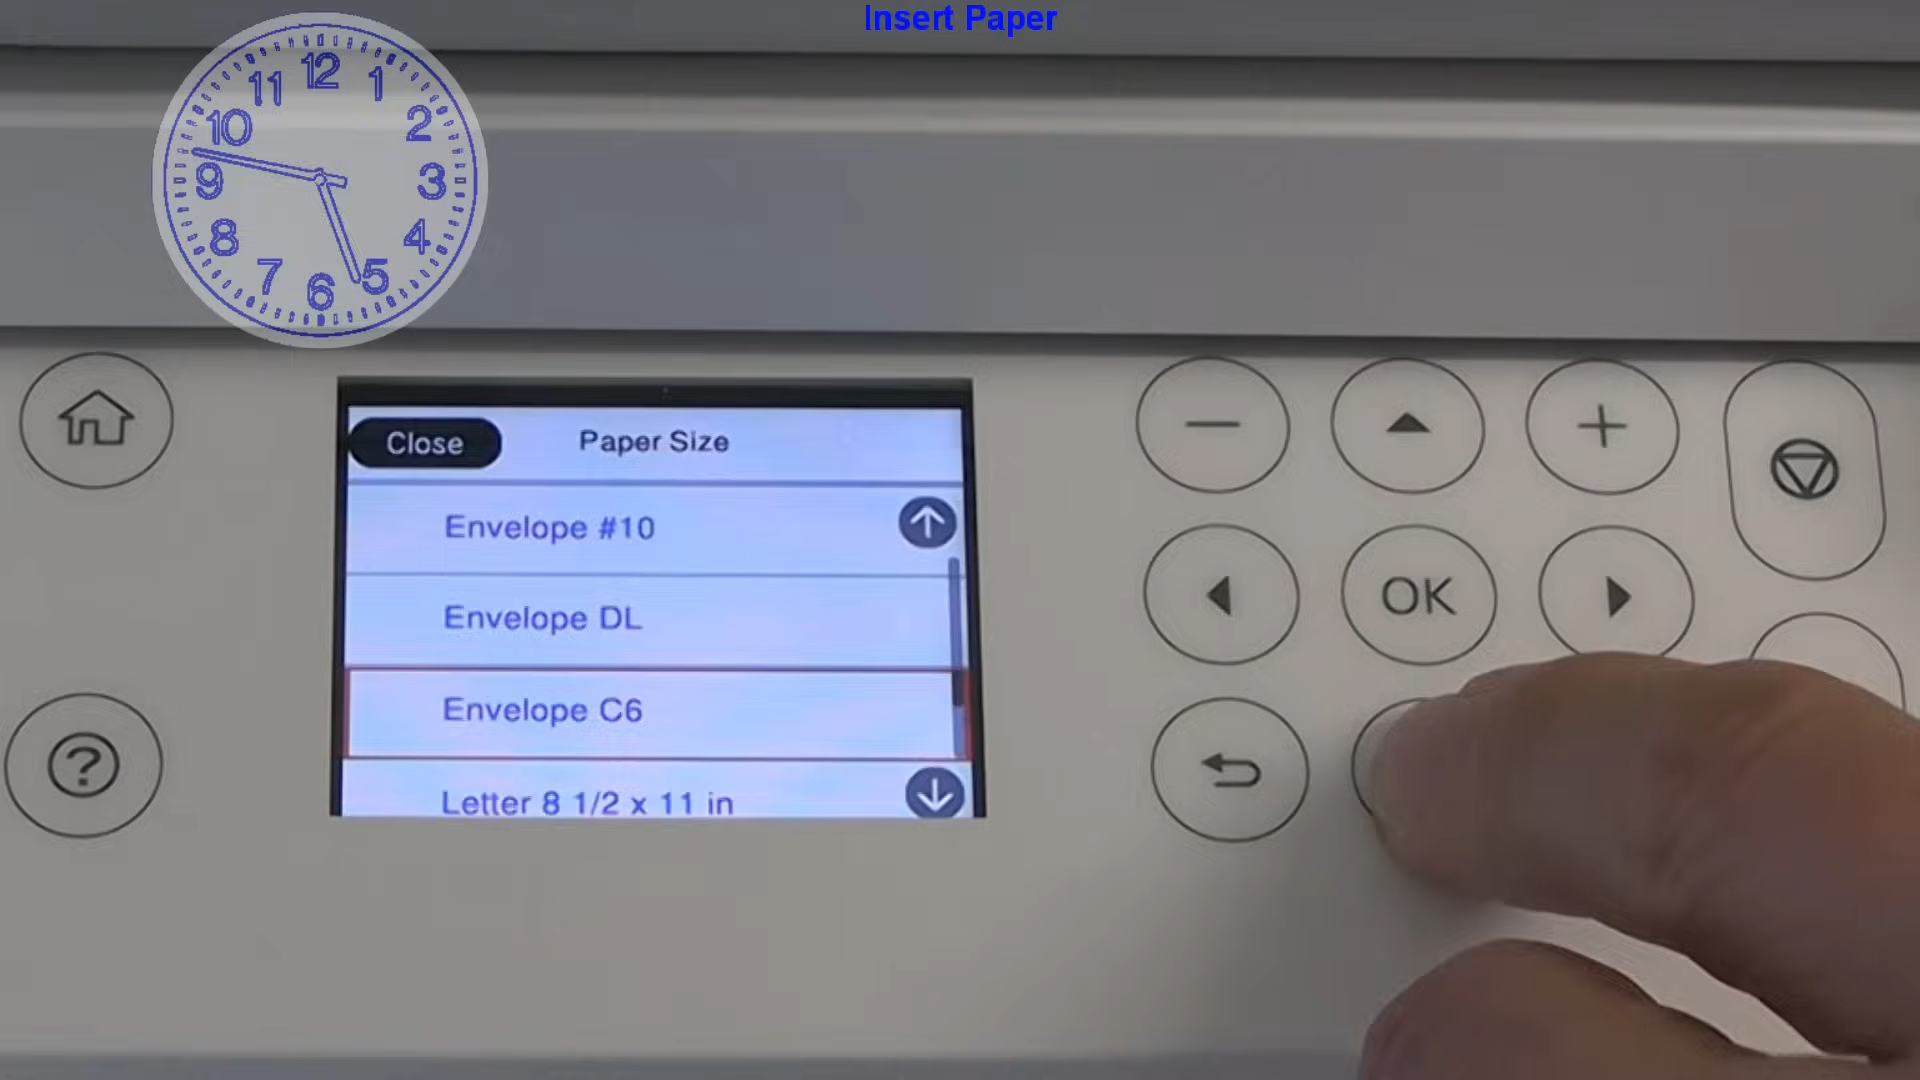 Insert Paper
12
11 1
10 2
9 3
8 4
7 5
6
Close Paper Size
Envelope #10
Envelope DL
Envelope C6
Letter 8 1/2 x 11 in
OK
?